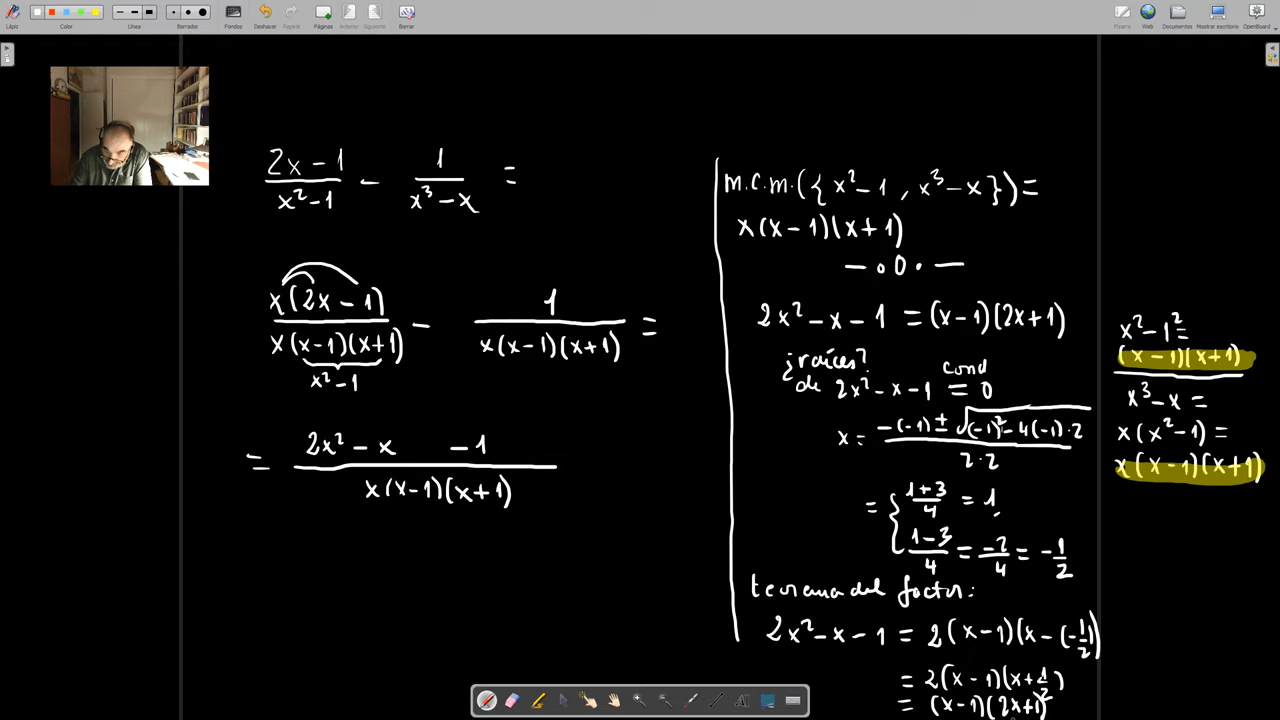 Lápiz Color Línea Borrador Fondos Deshacer Repetir Páginas Anterior Siguiente Borrar Pizarra Web Documentos Mostrar escritorio OpenBoard
(2x-1)/(x²-1) - 1/(x³-x) =
x(2x-1)/(x(x-1)(x+1)) - 1/(x(x-1)(x+1)) =
x²-1
= (2x²-x -1)/(x(x-1)(x+1))
m.c.m.({x²-1, x³-x})=
x(x-1)(x+1)
—.0.—
2x²-x-1 = (x-1)(2x+1)
¿raíces?
de 2x²-x-1 = 0
cond
x = (-(-1)±√((-1)²-4(-1)·2))/(2·2)
= { (1+3)/4 = 1,
(1-3)/4 = -2/4 = -1/2
teorema del factor:
2x²-x-1 = 2(x-1)(x-(-1/2))
= 2(x-1)(x+1/2)
= (x-1)(2x+1)
x²-1²=
(x-1)(x+1)
x³-x=
x(x²-1)=
x(x-1)(x+1)